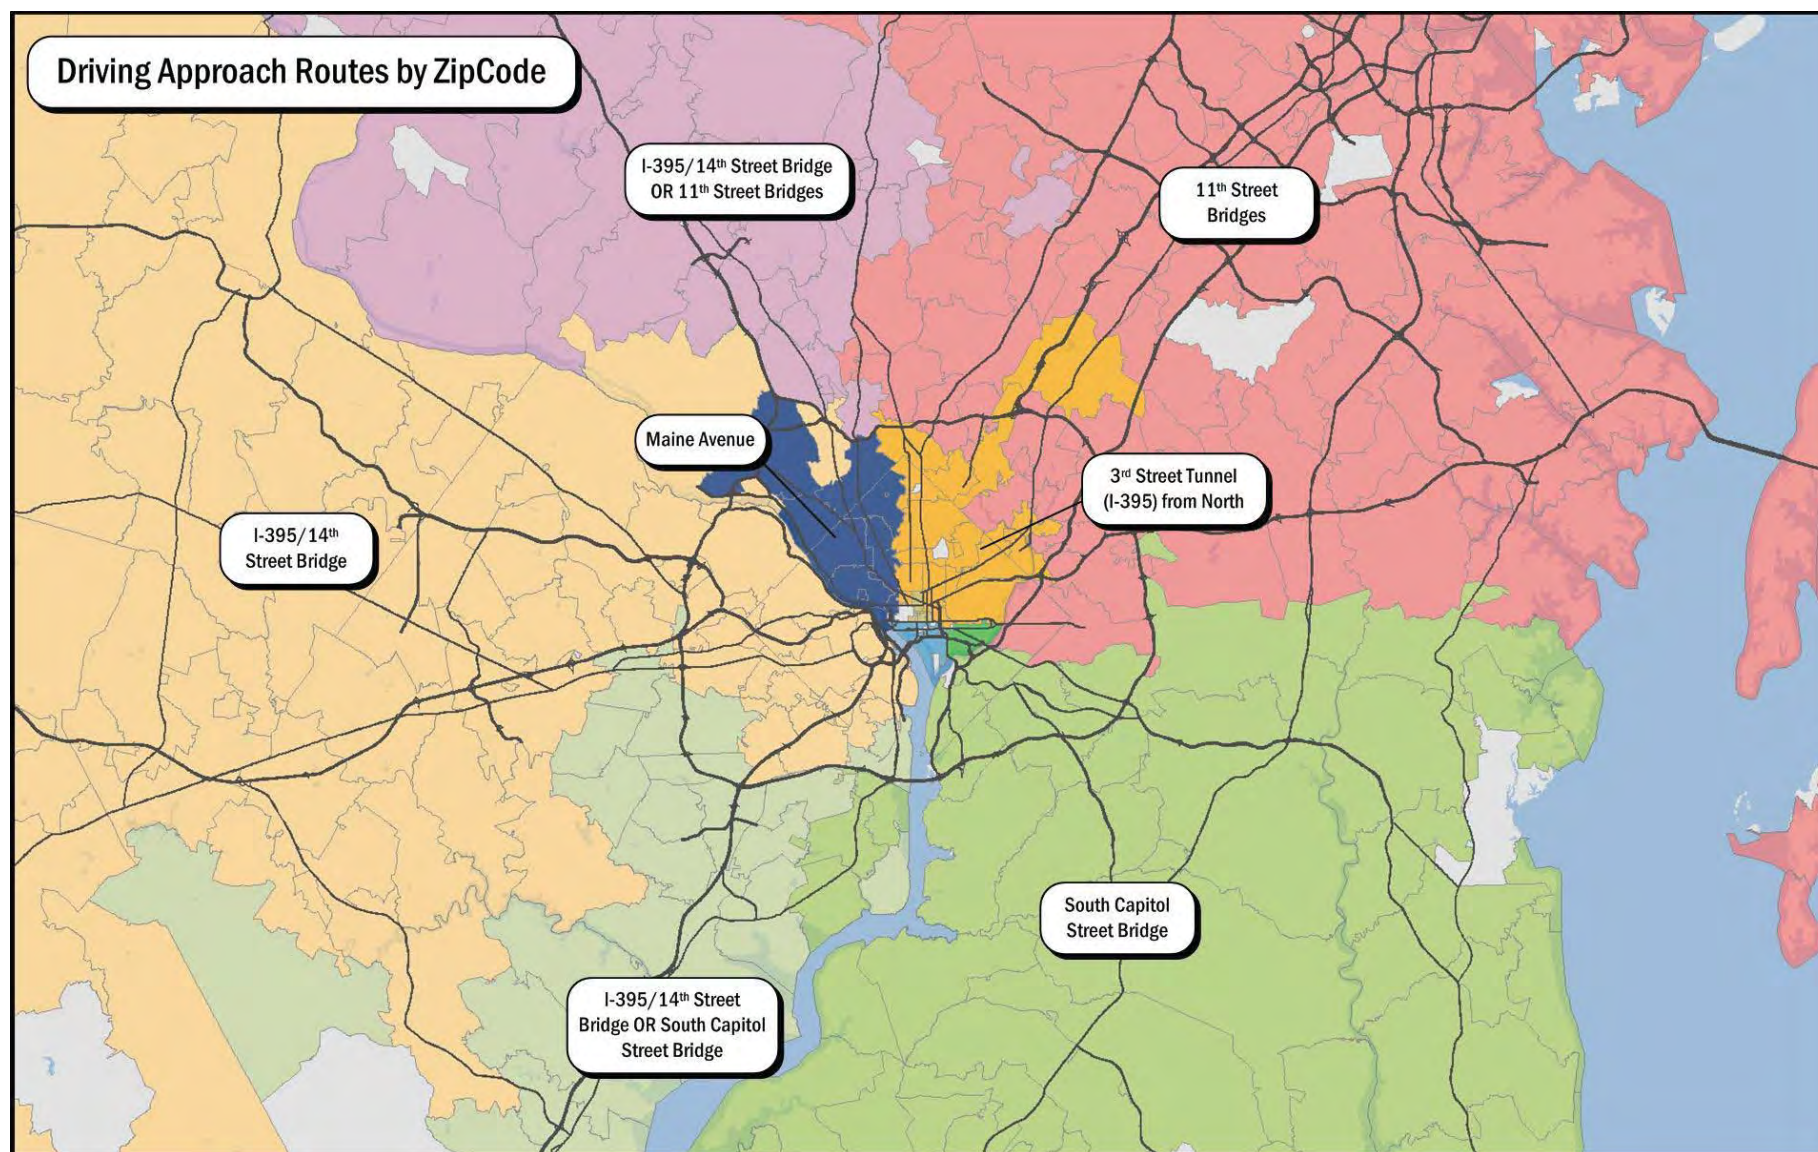 Driving Approach Routes by ZipCode
I-395/14th Street Bridge
OR 11th Street Bridges
11th Street
Bridges
Maine Avenue
3rd Street Tunnel
(I-395) from North
I-395/14th
Street Bridge
South Capitol
Street Bridge
I-395/14th Street
Bridge OR South Capitol
Street Bridge